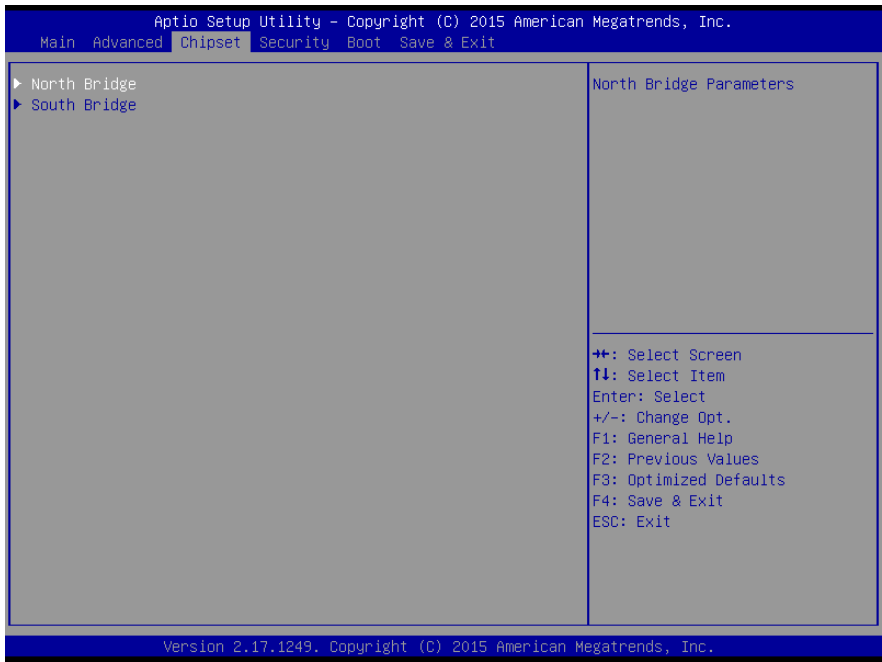 Aptio Setup Utility – Copyright (C) 2015 American Megatrends, Inc.
Main Advanced Chipset Security Boot Save & Exit
North Bridge
South Bridge
North Bridge Parameters
→←: Select Screen
↑↓: Select Item
Enter: Select
+/-: Change Opt.
F1: General Help
F2: Previous Values
F3: Optimized Defaults
F4: Save & Exit
ESC: Exit
Version 2.17.1249. Copyright (C) 2015 American Megatrends, Inc.